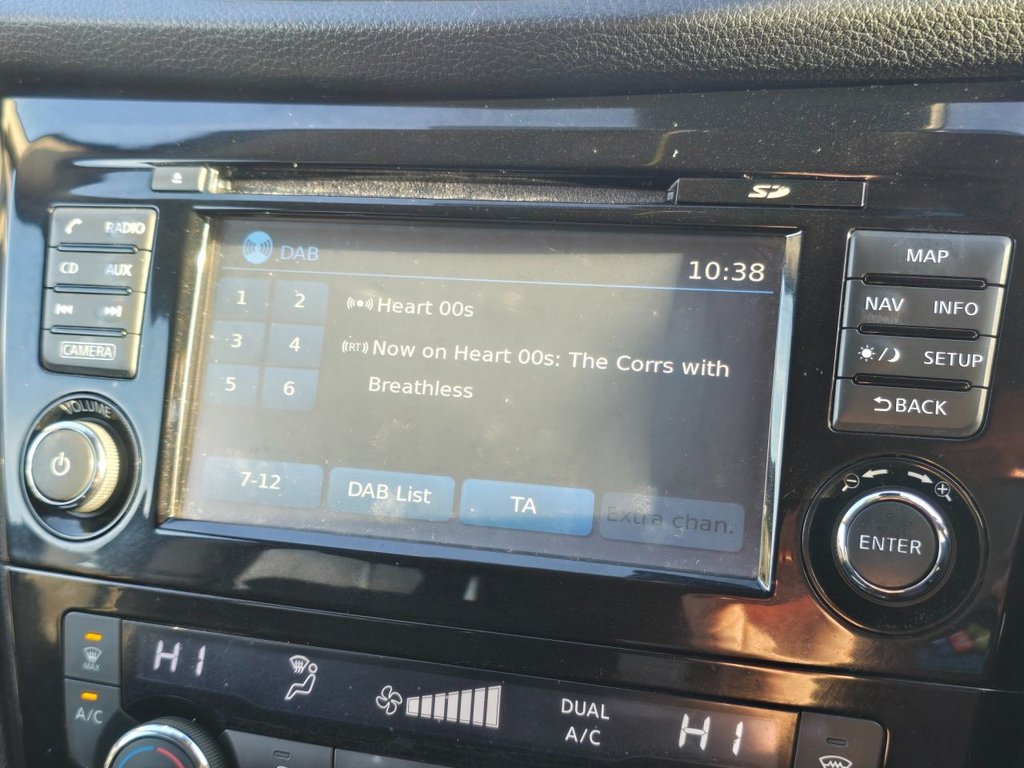 SD
RADIO
CD AUX
CAMERA
VOLUME
DAB
10:38
1 2
3 4
5 6
Heart 00s
(RT) Now on Heart 00s: The Corrs with
Breathless
7-12
DAB List
TA
Extra chan.
MAP
NAV INFO
SETUP
BACK
ENTER
MAX
A/C
HI
DUAL
A/C
HI